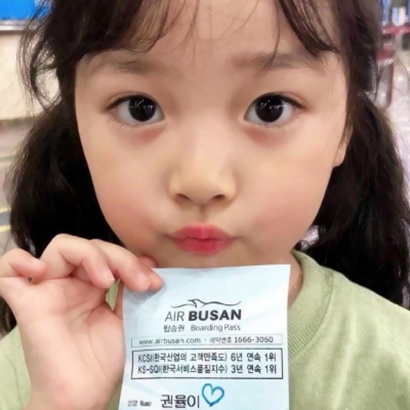 AIR BUSAN
탑승권 Boarding Pass
www.airbusan.com · 예약번호 1666-3060
KCSI(한국산업의 고객만족도) 6년 연속 1위
KS-SQI(한국서비스품질지수) 3년 연속 1위
성명 Name 권율이